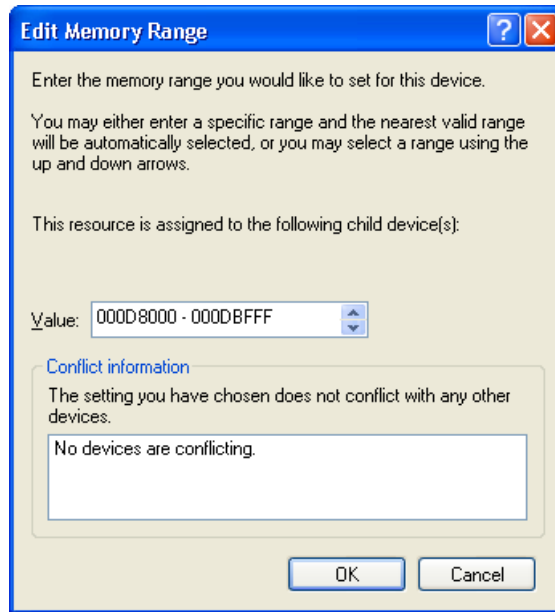 Edit Memory Range
Enter the memory range you would like to set for this device.
You may either enter a specific range and the nearest valid range
will be automatically selected, or you may select a range using the
up and down arrows.
This resource is assigned to the following child device(s):
Value: 000D8000 - 000DBFFF
Conflict information
The setting you have chosen does not conflict with any other
devices.
No devices are conflicting.
OK Cancel